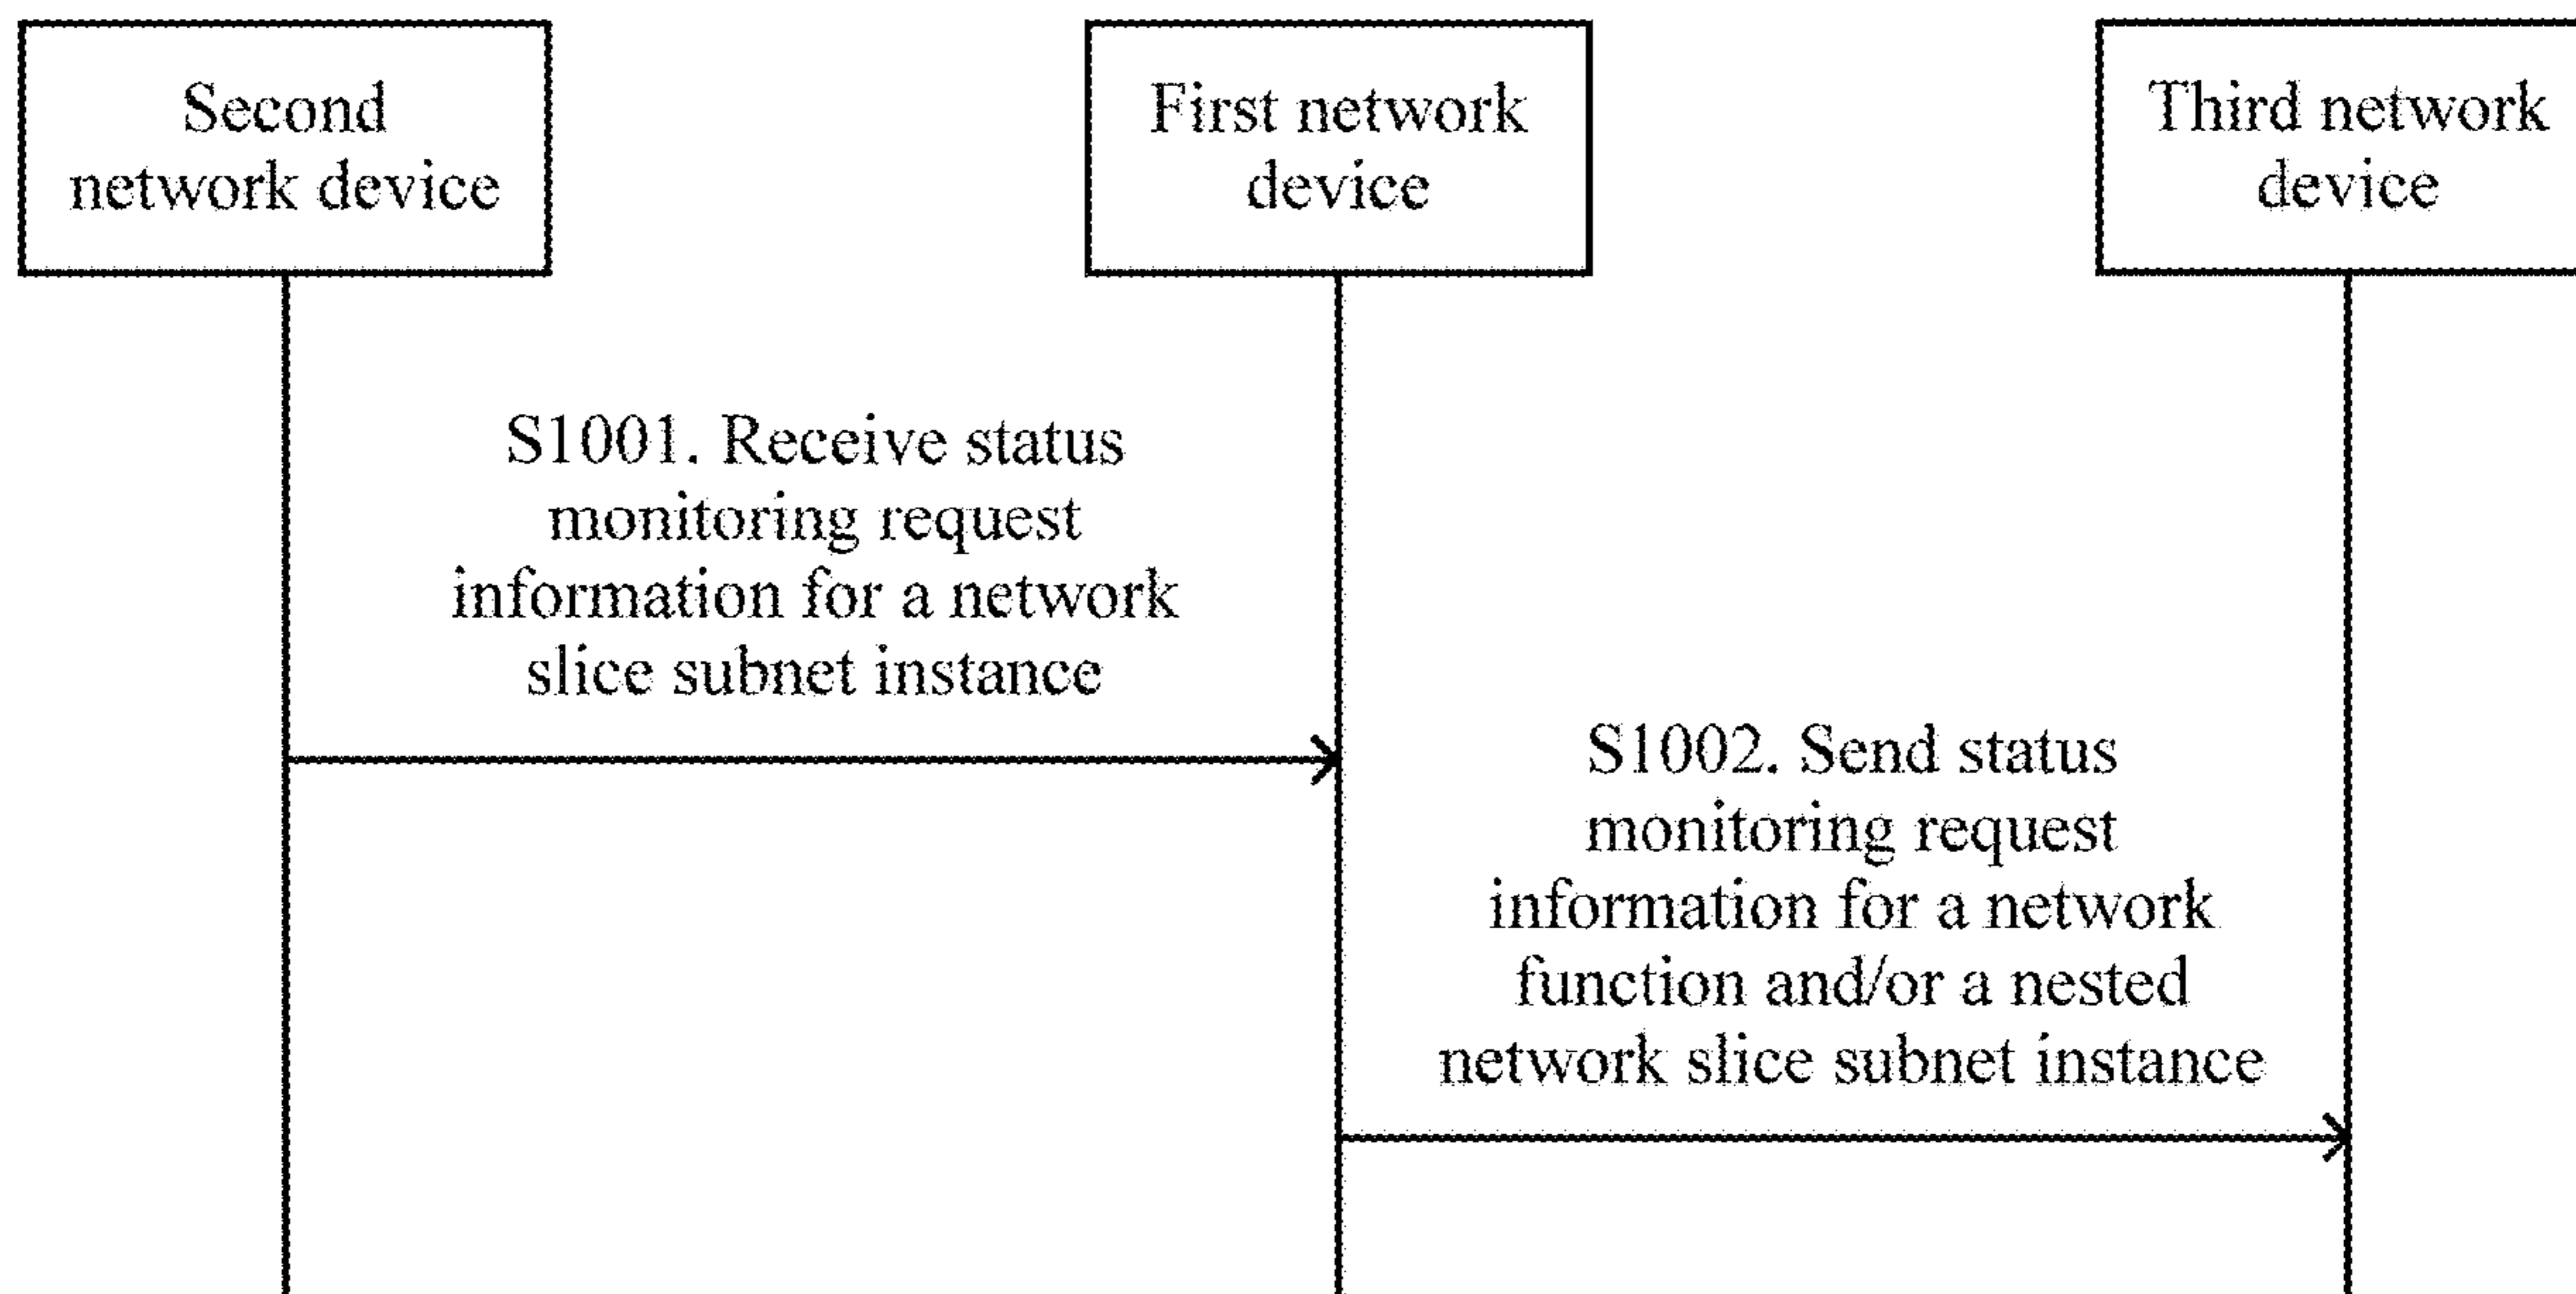 Second
network device
First network
device
Third network
device
S1001. Receive status
monitoring request
information for a network
slice subnet instance
S1002. Send status
monitoring request
information for a network
function and/or a nested
network slice subnet instance